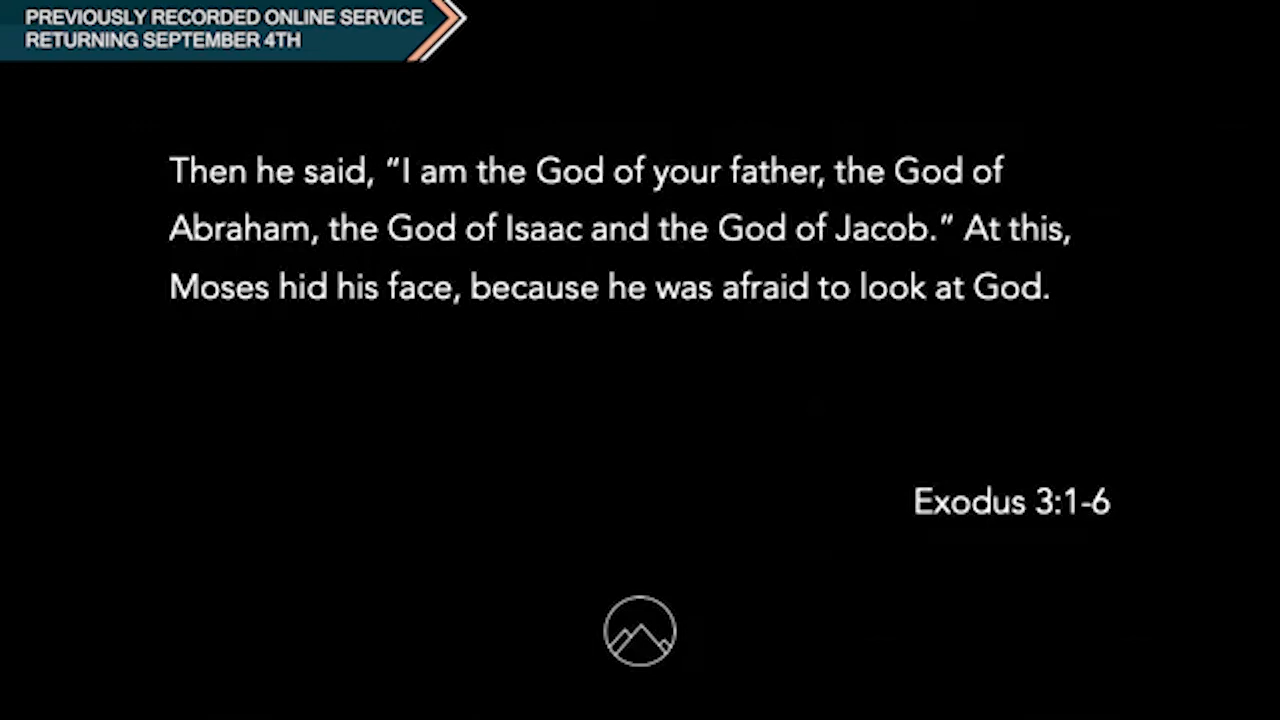 PREVIOUSLY RECORDED ONLINE SERVICE
RETURNING SEPTEMBER 4TH
Then he said, “I am the God of your father, the God of
Abraham, the God of Isaac and the God of Jacob.” At this,
Moses hid his face, because he was afraid to look at God.
Exodus 3:1-6